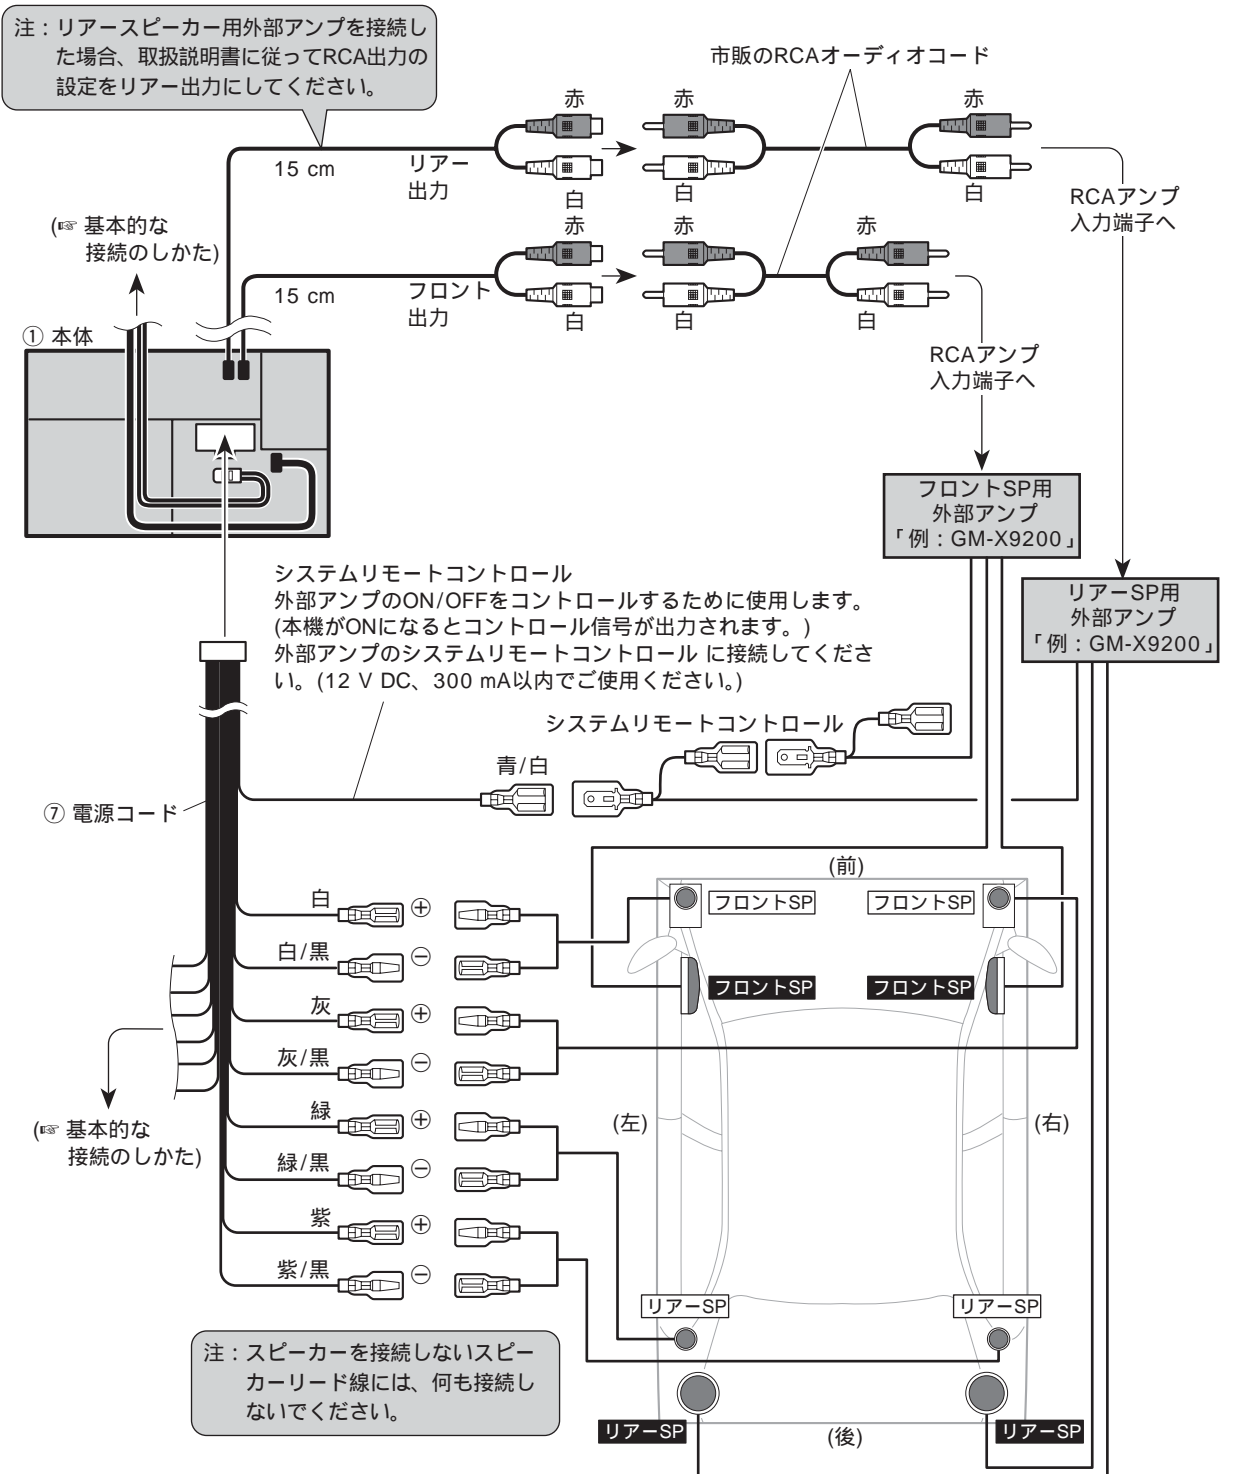 注：リアースピーカー用外部アンプを接続し
た場合、取扱説明書に従ってRCA出力の
設定をリアー出力にしてください。
市販のRCAオーディオコード
赤
赤
赤
15 cm
リアー
出力
白
白
白
RCAアンプ
入力端子へ
(☞ 基本的な
接続のしかた)
赤
赤
赤
15 cm
フロント
出力
白
白
白
① 本体
RCAアンプ
入力端子へ
フロントSP用
外部アンプ
「例：GM-X9200」
リアーSP用
外部アンプ
「例：GM-X9200」
システムリモートコントロール
外部アンプのON/OFFをコントロールするために使用します。
(本機がONになるとコントロール信号が出力されます。)
外部アンプのシステムリモートコントロール に接続してくださ
い。(12 V DC、300 mA以内でご使用ください。)
システムリモートコントロール
青/白
⑦ 電源コード
(前)
白
⊕
フロントSP
フロントSP
白/黒
⊖
フロントSP
フロントSP
灰
⊕
灰/黒
⊖
緑
⊕
(左)
(右)
(☞ 基本的な
接続のしかた)
緑/黒
⊖
紫
⊕
紫/黒
⊖
リアーSP
リアーSP
注：スピーカーを接続しないスピー
カーリード線には、何も接続し
ないでください。
リアーSP
(後)
リアーSP